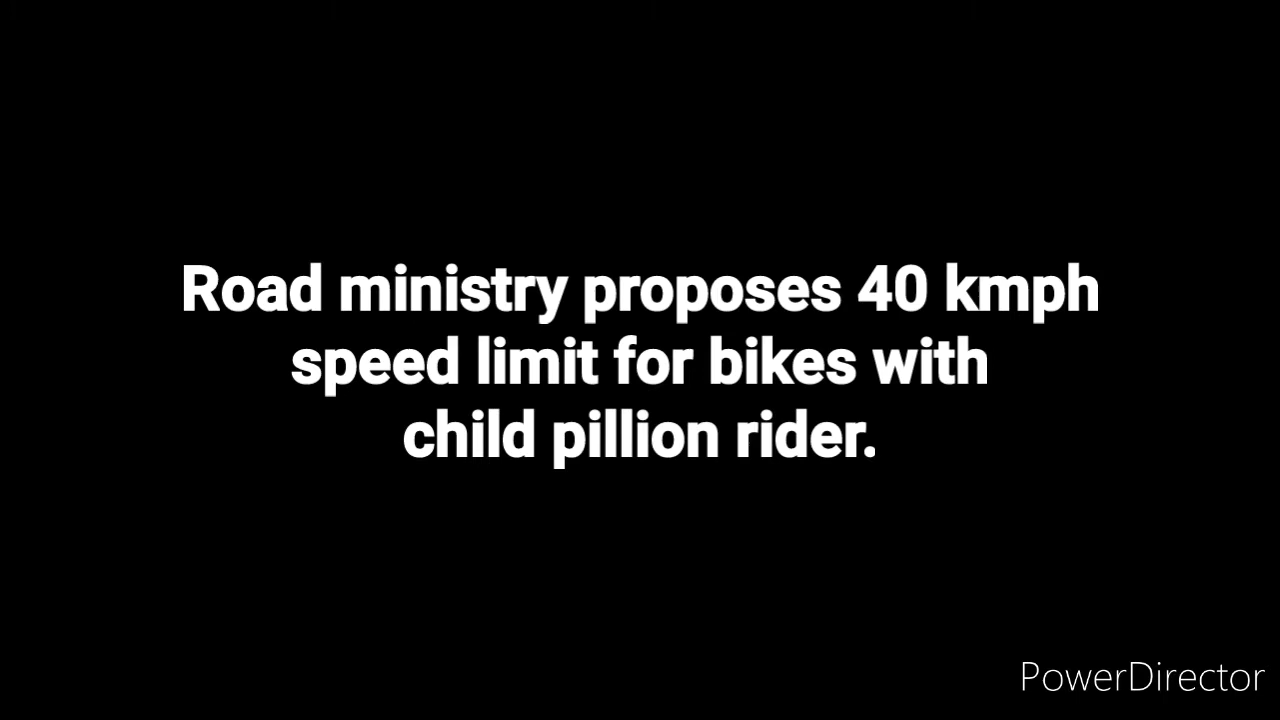 Road ministry proposes 40 kmph
speed limit for bikes with
child pillion rider.
PowerDirector